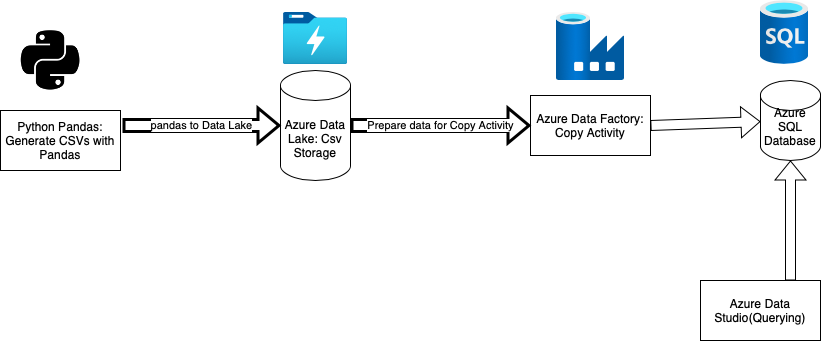 SQL
Python Pandas:
Generate CSVs with
Pandas
pandas to Data Lake
Azure Data
Lake: Csv
Storage
Prepare data for Copy Activity
Azure Data Factory:
Copy Activity
Azure
SQL
Database
Azure Data
Studio(Querying)